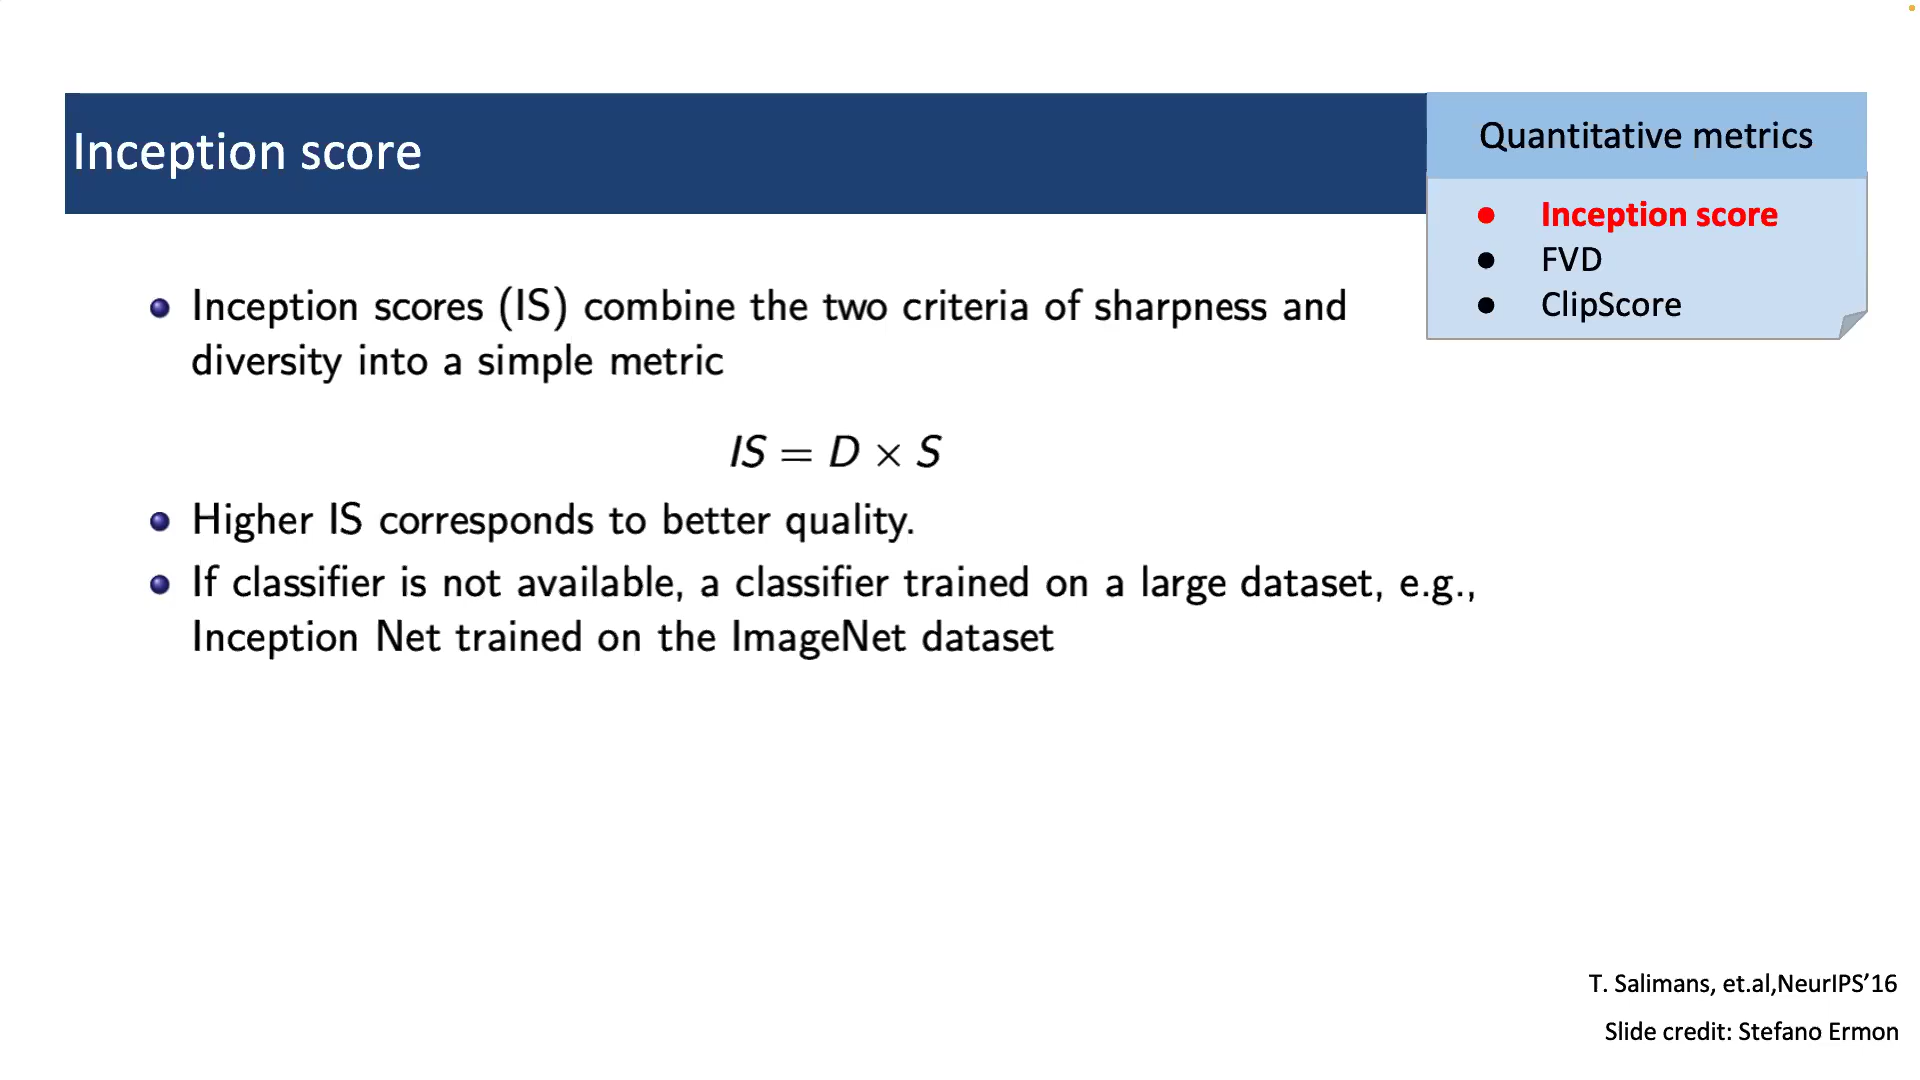 Inception score
Quantitative metrics
● Inception score
● FVD
● ClipScore
● Inception scores (IS) combine the two criteria of sharpness and
diversity into a simple metric
IS = D × S
● Higher IS corresponds to better quality.
● If classifier is not available, a classifier trained on a large dataset, e.g.,
Inception Net trained on the ImageNet dataset
T. Salimans, et.al,NeurIPS’16
Slide credit: Stefano Ermon